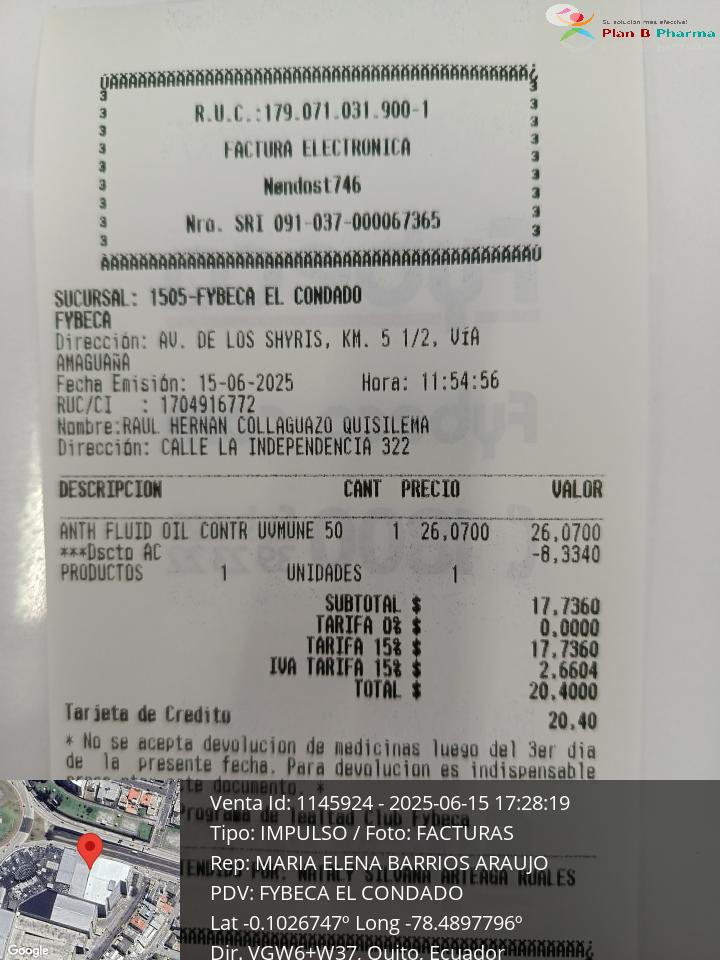 Su solución más efectiva!
Plan B Pharma
R.U.C.:179.071.031.900-1
FACTURA ELECTRONICA
Nendost746
Nro. SRI 091-037-000067365
SUCURSAL: 1505-FYBECA EL CONDADO
FYBECA
Dirección: AV. DE LOS SHYRIS, KM. 5 1/2, VÍA
AMAGUAñA
Fecha Emisión: 15-06-2025 Hora: 11:54:56
RUC/CI : 1704916772
Nombre:RAUL HERNAN COLLAGUAZO QUISILEMA
Dirección: CALLE LA INDEPENDENCIA 322
DESCRIPCION CANT PRECIO VALOR
ANTH FLUID OIL CONTR UVMUNE 50 1 26,0700 26,0700
***Dscto AC -8,3340
PRODUCTOS 1 UNIDADES 1
SUBTOTAL $ 17,7360
TARIFA 0% $ 0,0000
TARIFA 15% $ 17,7360
IVA TARIFA 15% $ 2,6604
TOTAL $ 20,4000
Tarjeta de Credito 20,40
* No se acepta devolucion de medicinas luego del 3er dia
de la presente fecha. Para devolucion es indispensable
documento. *
Programa de lealtad Club Fybeca
POR: NATALY SILVANA ARTEAGA RUALES
Venta Id: 1145924 - 2025-06-15 17:28:19
Tipo: IMPULSO / Foto: FACTURAS
Rep: MARIA ELENA BARRIOS ARAUJO
PDV: FYBECA EL CONDADO
Lat -0.1026747º Long -78.4897796º
Dir. VGW6+W37, Quito, Ecuador
Google